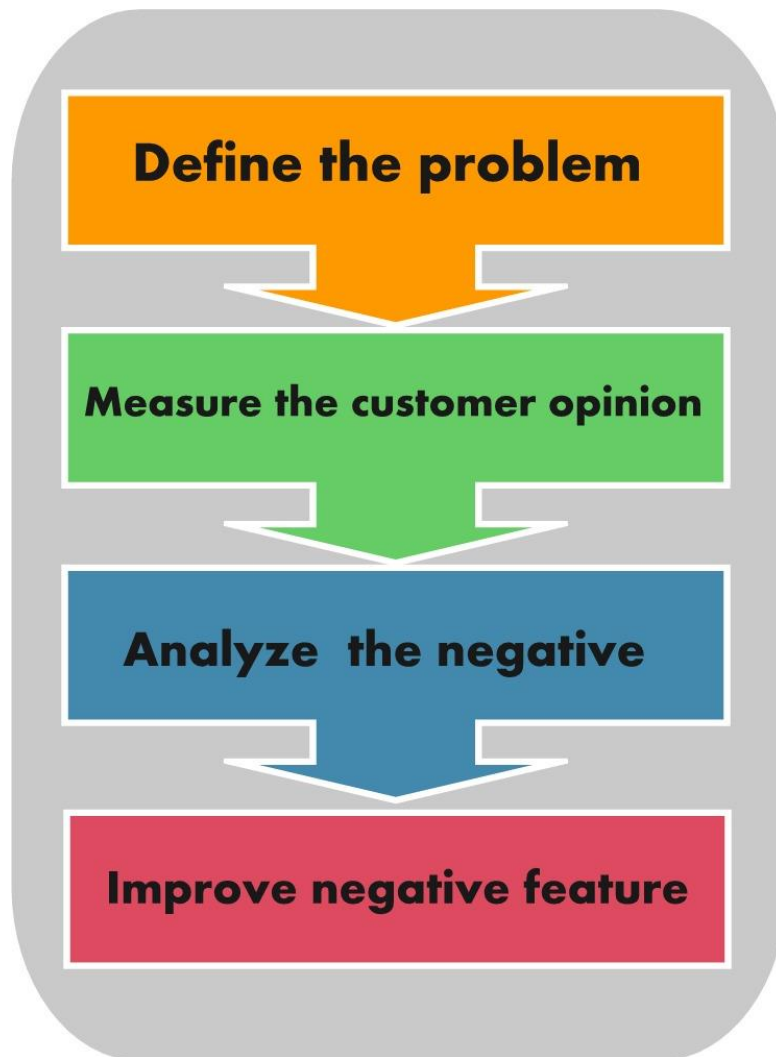 Define the problem
Measure the customer opinion
Analyze the negative
Improve negative feature